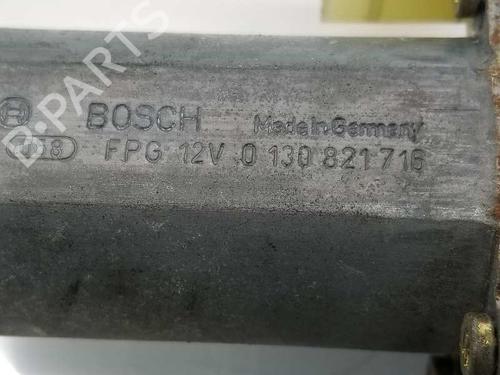 BOSCH Made in Germany
FPG 12V 0 130 821 716
B-PARTS